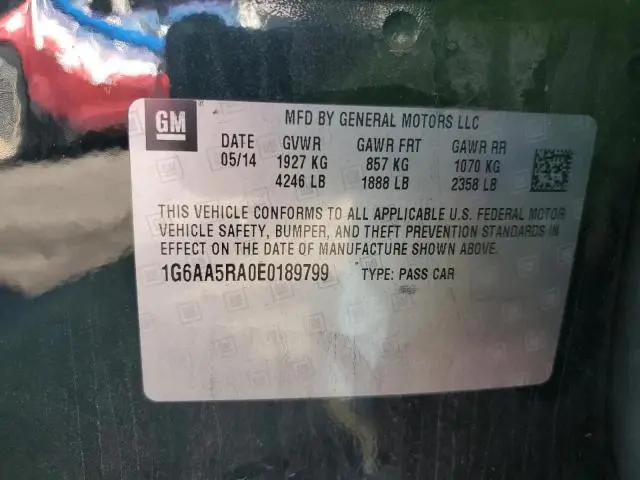 GM
MFD BY GENERAL MOTORS LLC
DATE GVWR GAWR FRT GAWR RR
05/14 1927 KG 857 KG 1070 KG
4246 LB 1888 LB 2358 LB
THIS VEHICLE CONFORMS TO ALL APPLICABLE U.S. FEDERAL MOTOR
VEHICLE SAFETY, BUMPER, AND THEFT PREVENTION STANDARDS IN
EFFECT ON THE DATE OF MANUFACTURE SHOWN ABOVE.
1G6AA5RA0E0189799 TYPE: PASS CAR